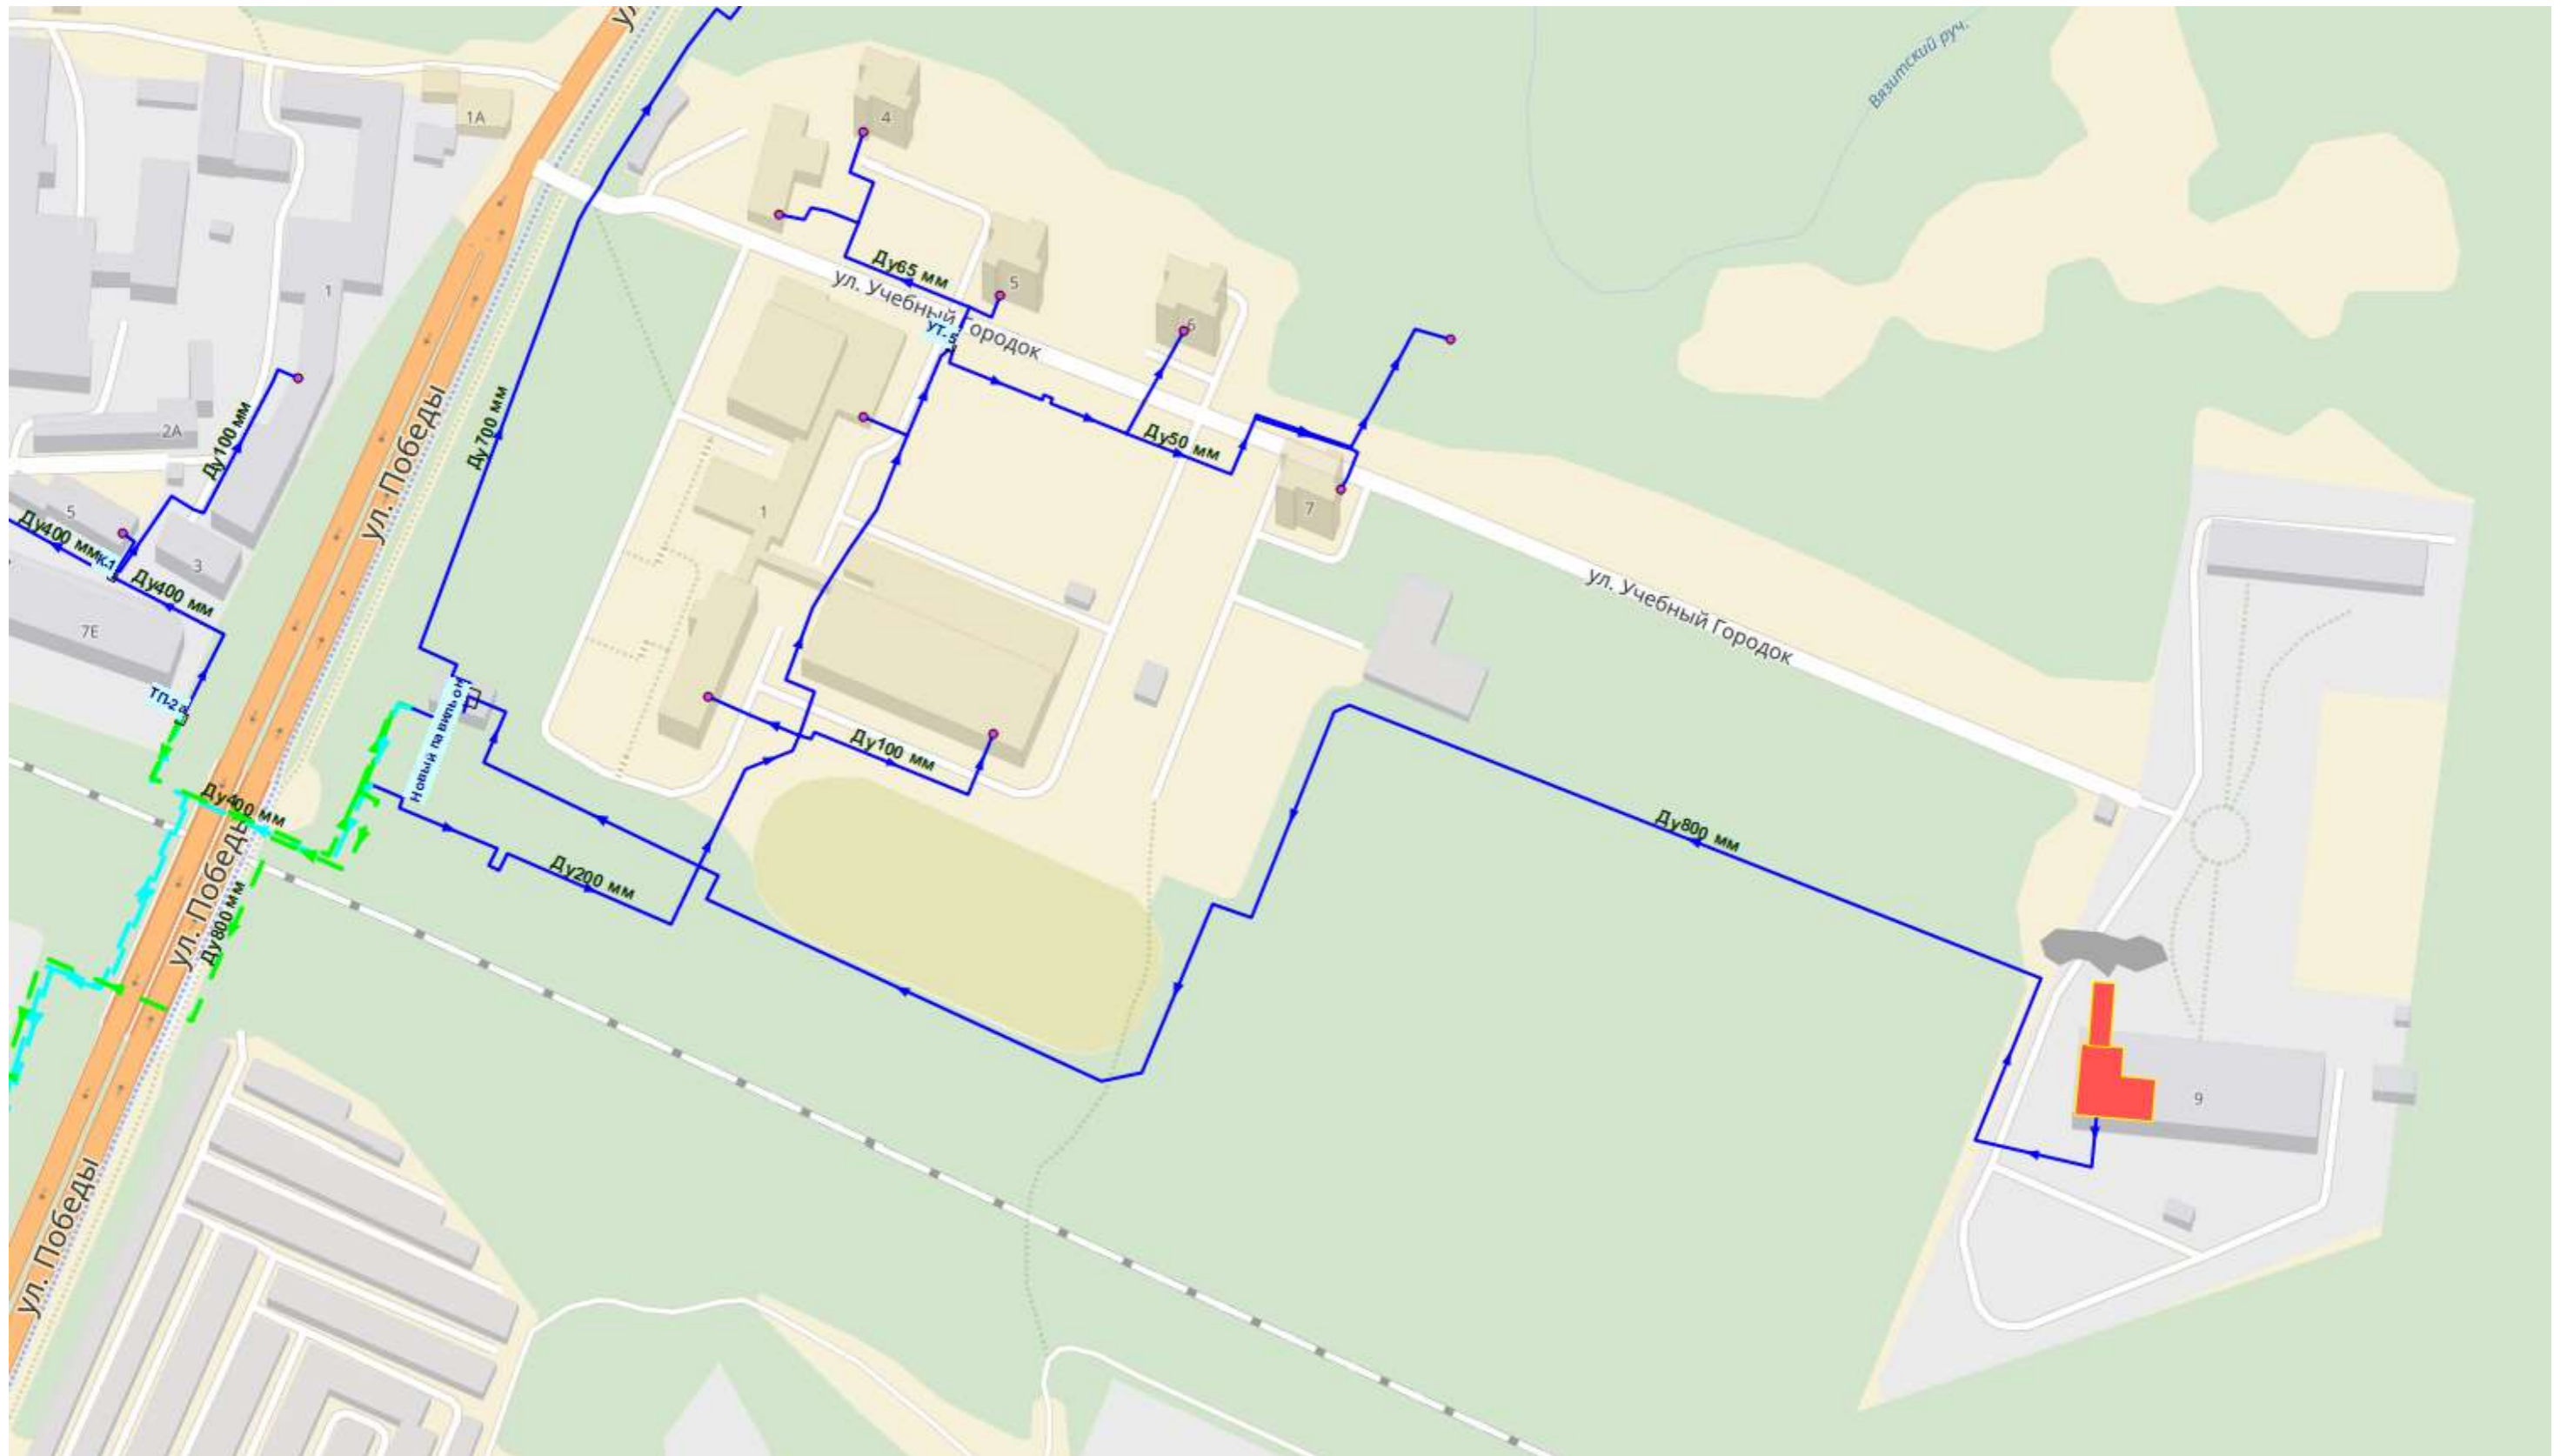 ул. Победы
Вязитский руч.
1А
4
Ду65 мм
5
ул. Учебный Городок
УТ-5
6
1
Ду700 мм
ул. Победы
2А
Ду100 мм
Ду50 мм
7
5
1
Ду400 мм
К-1
3
Ду400 мм
ул. Учебный Городок
7Е
ТП-2
Новый павильон
Ду100 мм
Ду400 мм
Ду800 мм
ул. Победы
Ду200 мм
Ду800 мм
9
ул. Победы